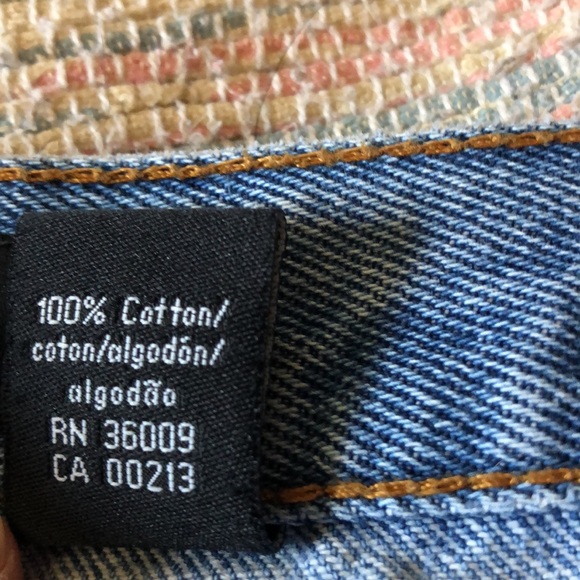 100% Cotton/
coton/algodón/
algodão
RN 36009
CA 00213